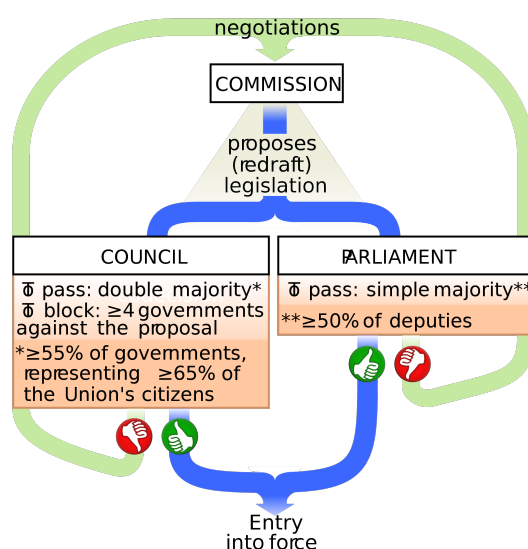 negotiations
COMMISSION
proposes
(redraft)
legislation
COUNCIL
To pass: double majority*
To block: ≥4 governments
against the proposal
*≥55% of governments,
representing ≥65% of
the Union's citizens
PARLIAMENT
To pass: simple majority**
**≥50% of deputies
Entry
into force